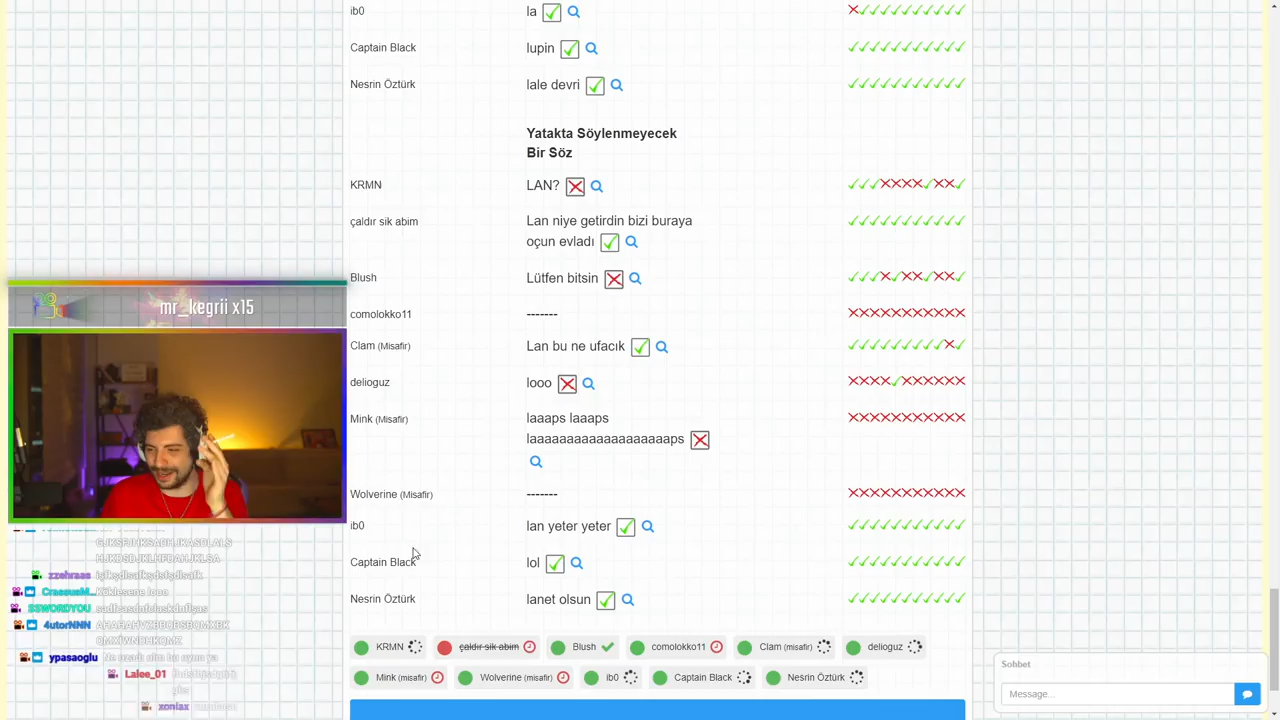 ib0 la
Captain Black lupin
Nesrin Öztürk lale devri
Yatakta Söylenmeyecek
Bir Söz
KRMN LAN?
çaldır sik abim Lan niye getirdin bizi buraya
oçun evladı
Blush Lütfen bitsin
comolokko11 -------
Clam (Misafir) Lan bu ne ufacık
delioguz looo
Mink (Misafir) laaaps laaaps
laaaaaaaaaaaaaaaaaaaps
Wolverine (Misafir) -------
ib0 lan yeter yeter
Captain Black lol
Nesrin Öztürk lanet olsun
mr_kegrii x15
zzehraas
SSWORDYOU
4utorNNN
ypasaoglu
Lalee_01
xonlax
KRMN çaldır sik abim Blush comolokko11 Clam (misafir) delioguz
Mink (misafir) Wolverine (misafir) ib0 Captain Black Nesrin Öztürk
Sohbet
Message...